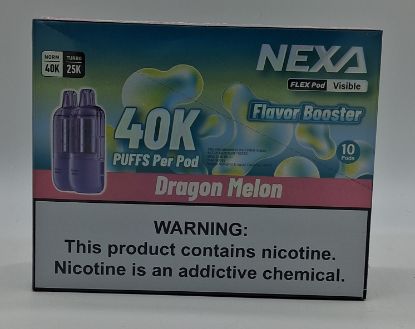 NORM TURBO
40K 25K
NEXA
FLEX Pod Visible
Flavor Booster
40K
PUFFS Per Pod
10
Pods
Dragon Melon
WARNING:
This product contains nicotine.
Nicotine is an addictive chemical.